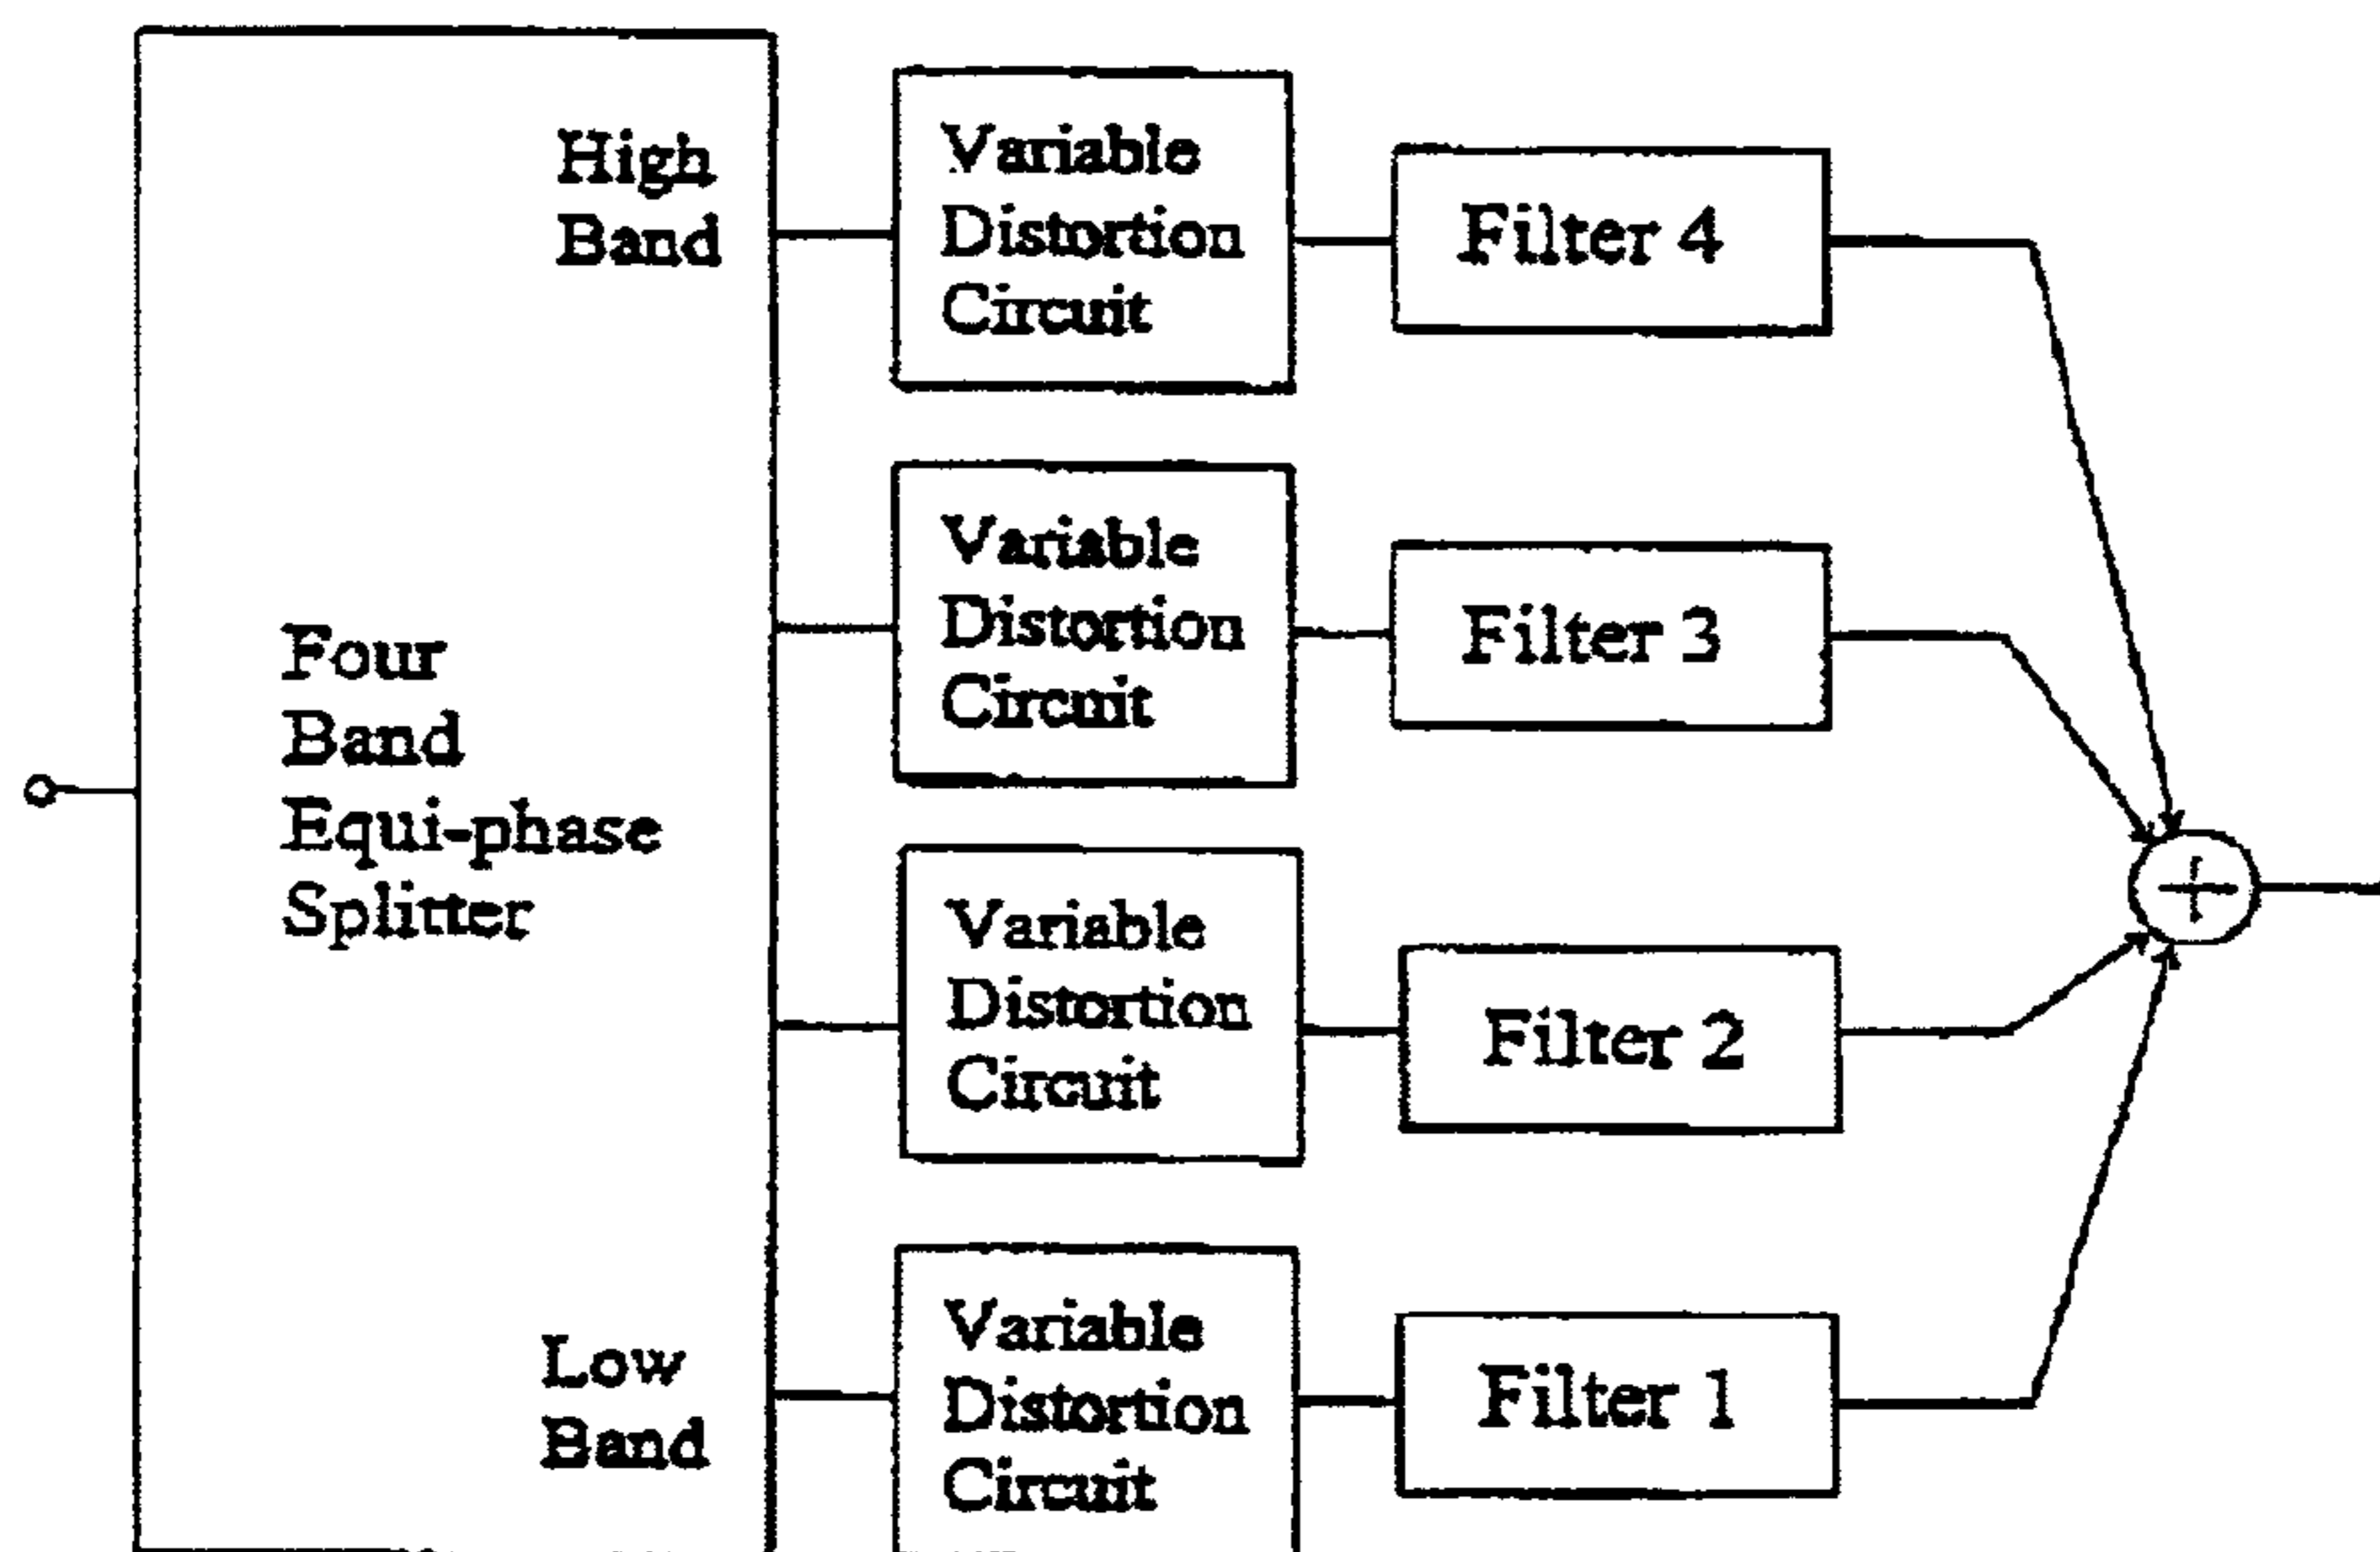 High
Band
Four
Band
Equi-phase
Splitter
Low
Band
Variable
Distortion
Circuit
Filter 4
Variable
Distortion
Circuit
Filter 3
Variable
Distortion
Circuit
Filter 2
Variable
Distortion
Circuit
Filter 1
+